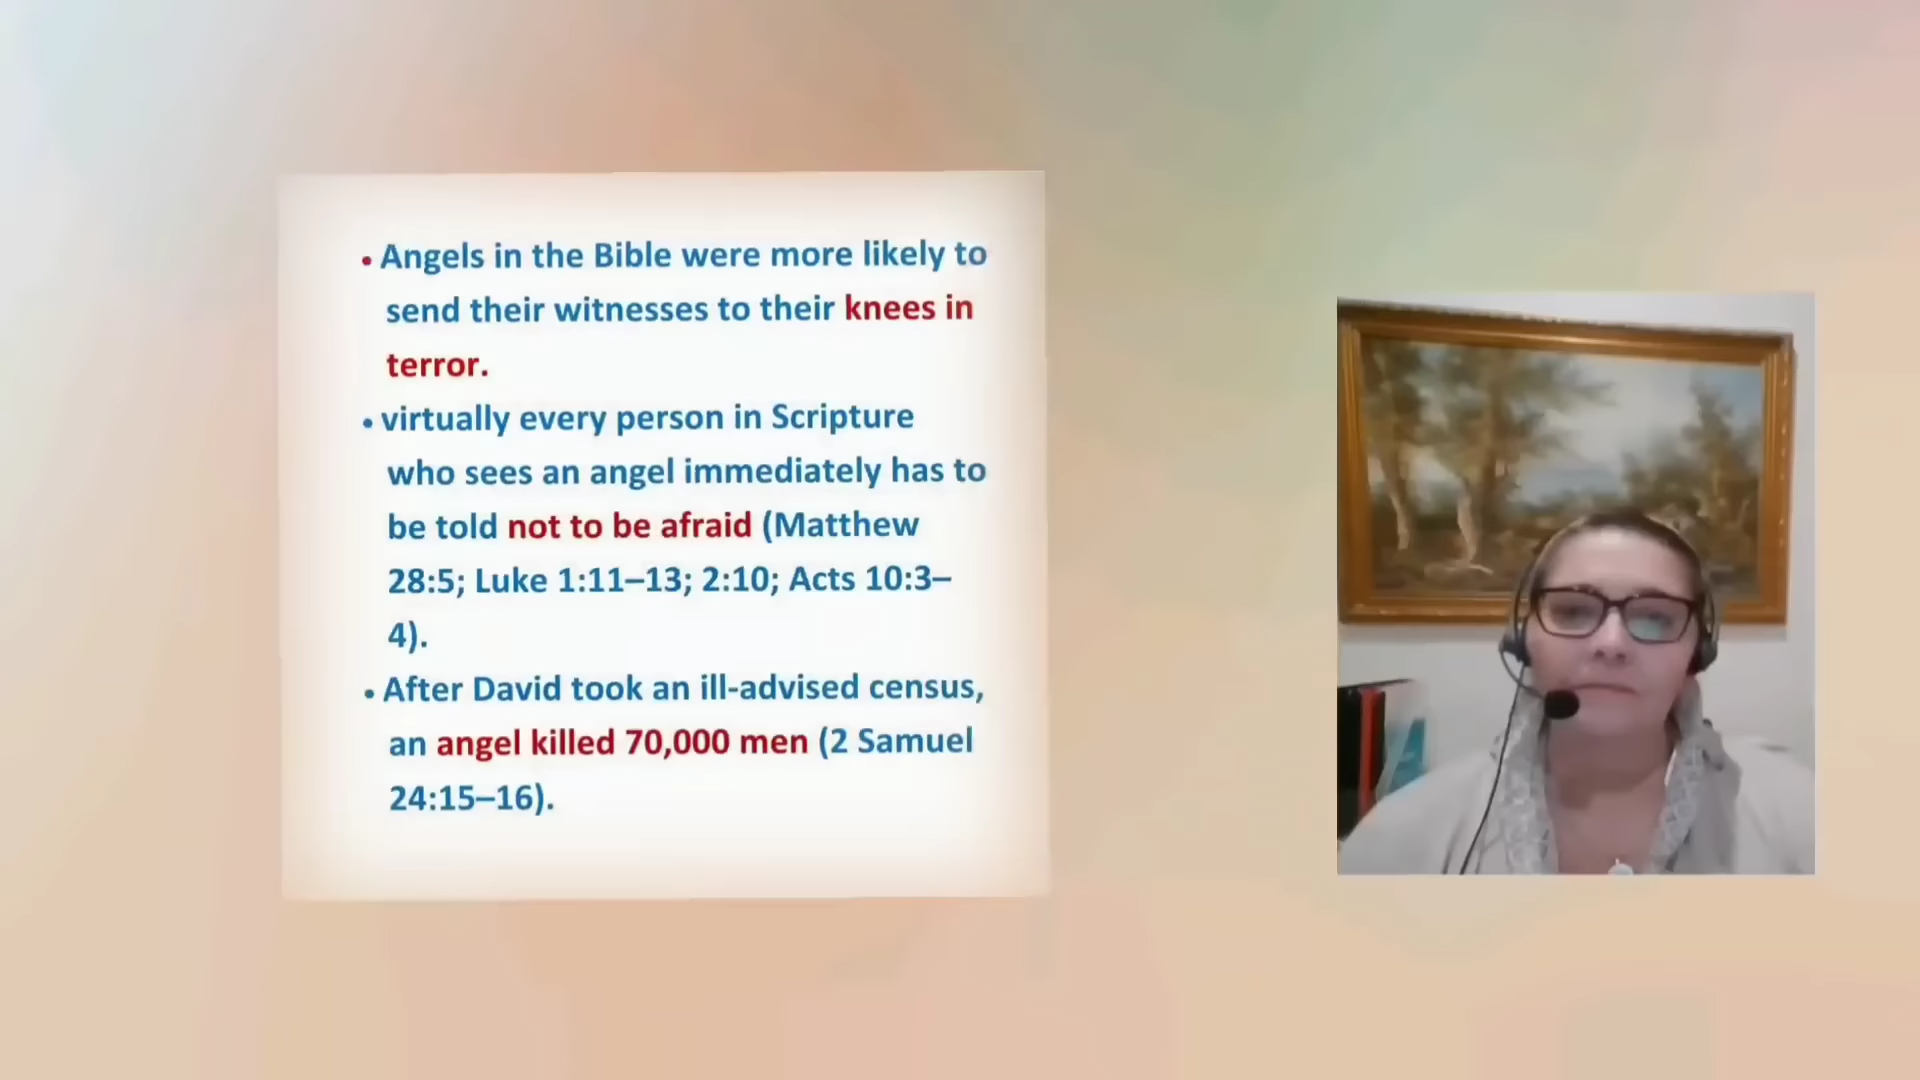 • Angels in the Bible were more likely to
send their witnesses to their knees in
terror.
• virtually every person in Scripture
who sees an angel immediately has to
be told not to be afraid (Matthew
28:5; Luke 1:11–13; 2:10; Acts 10:3–
4).
• After David took an ill-advised census,
an angel killed 70,000 men (2 Samuel
24:15–16).